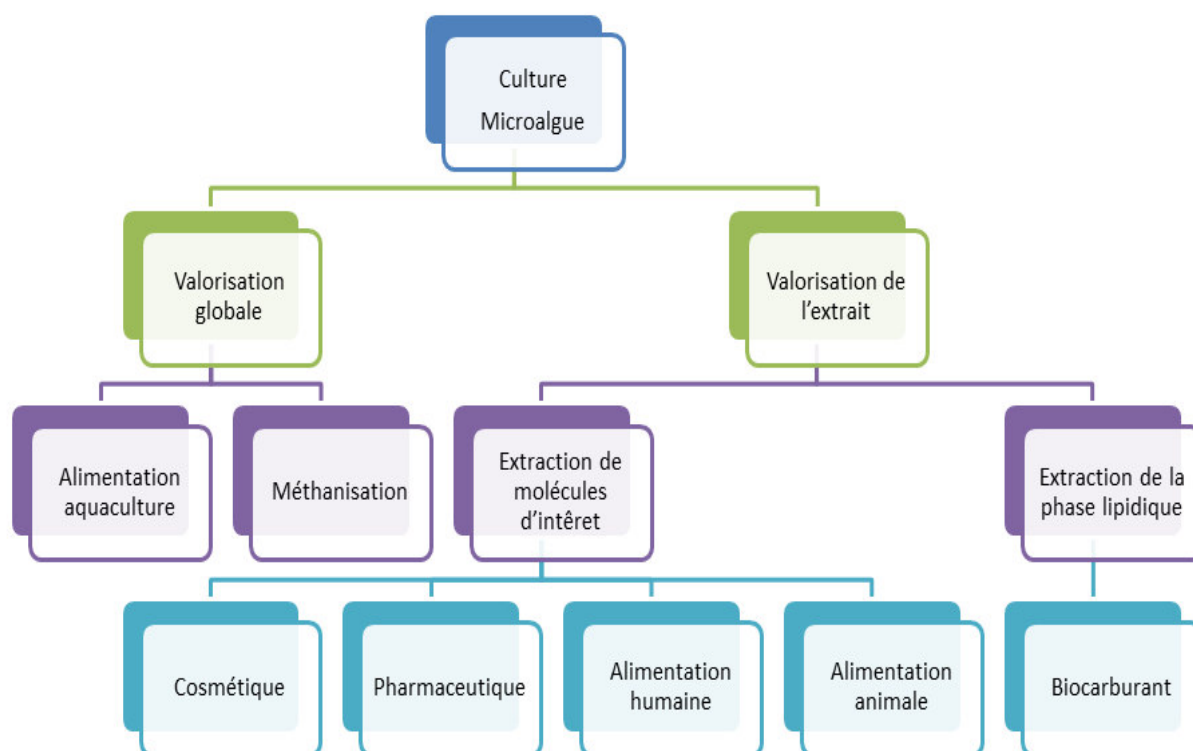 Culture
Microalgue
Valorisation
globale
Valorisation de
l'extrait
Alimentation
aquaculture
Méthanisation
Extraction de
molécules
d'intêret
Extraction de la
phase lipidique
Cosmétique
Pharmaceutique
Alimentation
humaine
Alimentation
animale
Biocarburant